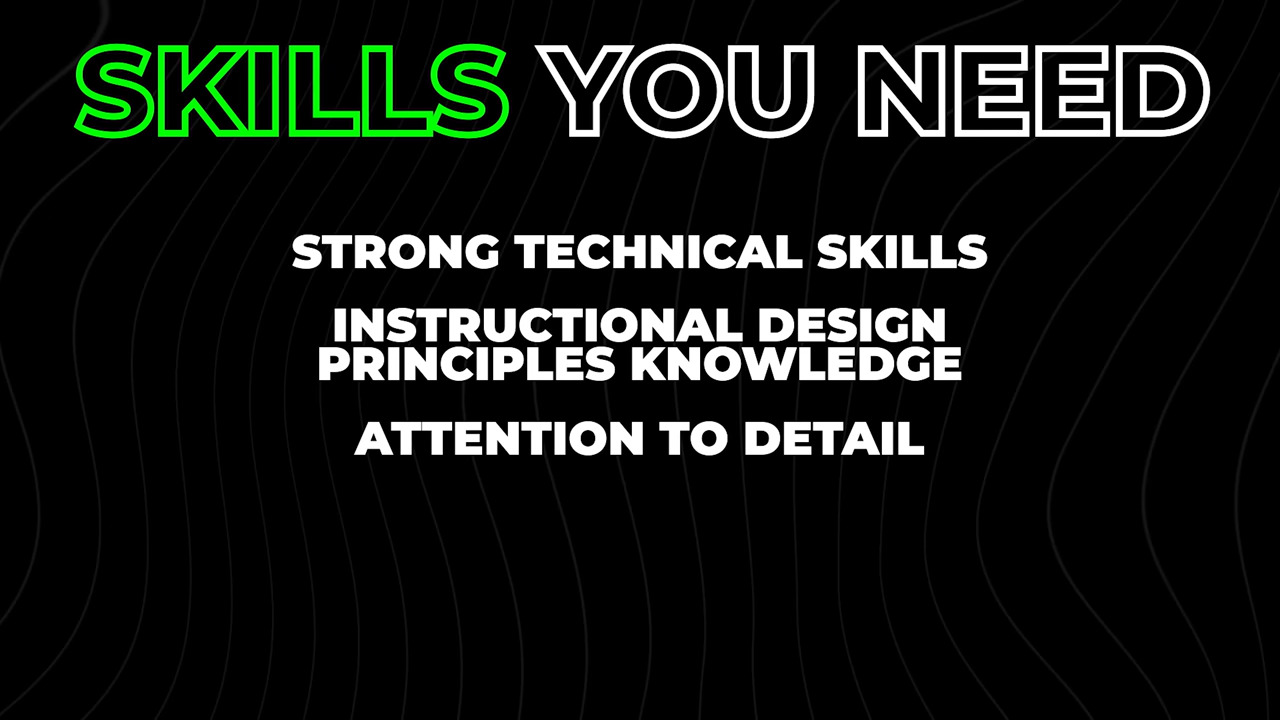 SKILLS YOU NEED
STRONG TECHNICAL SKILLS
INSTRUCTIONAL DESIGN
PRINCIPLES KNOWLEDGE
ATTENTION TO DETAIL